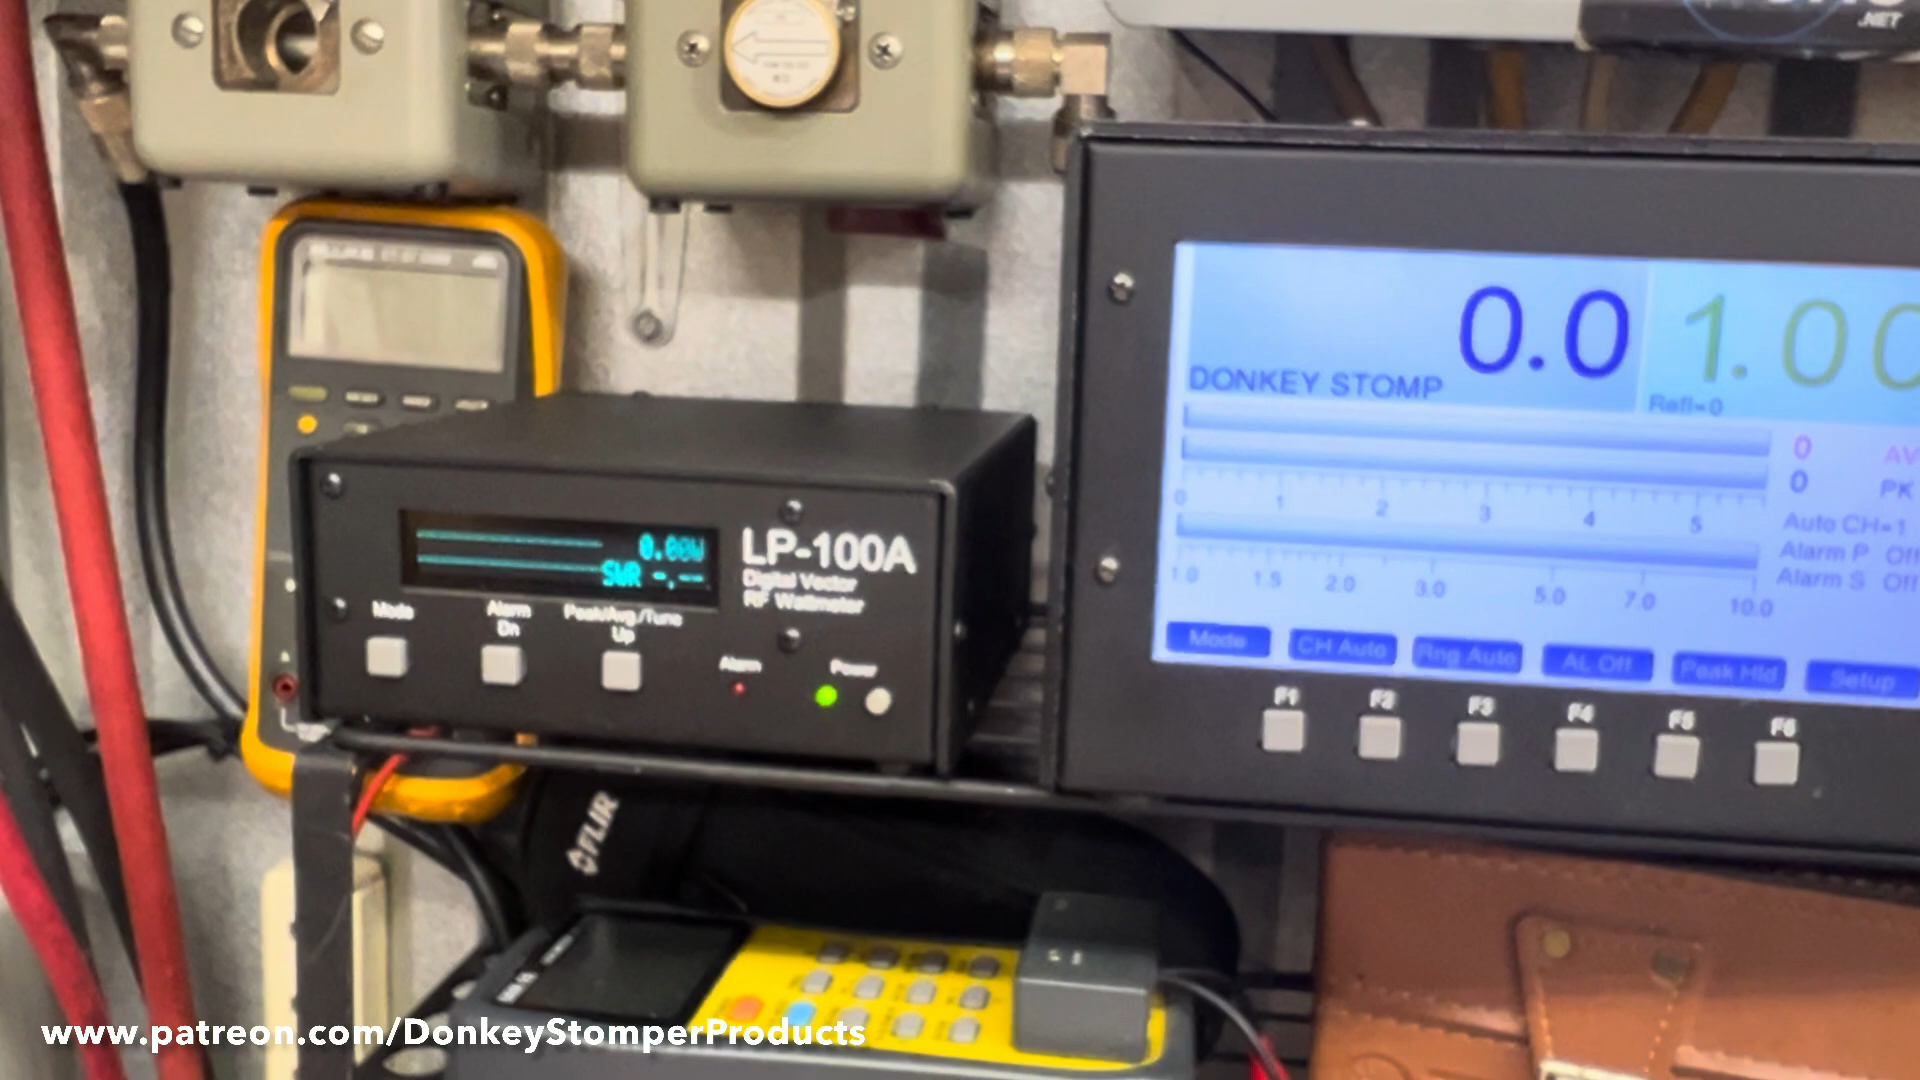 .NET
0.0
1.00
DONKEY STOMP
Refl=0
0 AV
0 PK
0 1 2 3 4 5
Auto CH=1
Alarm P Off
Alarm S Off
1.0 1.5 2.0 3.0 5.0 7.0 10.0
Mode CH Auto Rng Auto AL Off Peak Hld Setup
F1 F2 F3 F4 F5 F6
0.00W
SWR -.--
LP-100A
Digital Vector
RF Wattmeter
Mode
Alarm
Dn
Peak/Avg./Tune
Up
Alarm
Power
FLIR
www.patreon.com/DonkeyStomperProducts